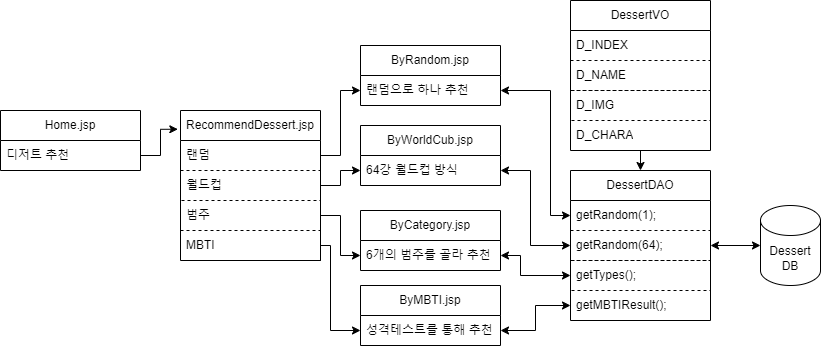 Home.jsp
디저트 추천
RecommendDessert.jsp
랜덤
월드컵
범주
MBTI
ByRandom.jsp
랜덤으로 하나 추천
ByWorldCub.jsp
64강 월드컵 방식
ByCategory.jsp
6개의 범주를 골라 추천
ByMBTI.jsp
성격테스트를 통해 추천
DessertVO
D_INDEX
D_NAME
D_IMG
D_CHARA
DessertDAO
getRandom(1);
getRandom(64);
getTypes();
getMBTIResult();
Dessert
DB